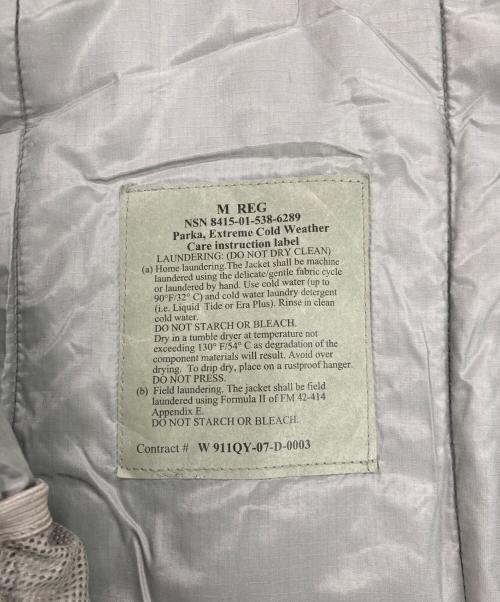 M REG
NSN 8415-01-538-6289
Parka, Extreme Cold Weather
Care instruction label
LAUNDERING: (DO NOT DRY CLEAN)
(a) Home laundering.The Jacket shall be machine
laundered using the delicate/gentle fabric cycle
or laundered by hand. Use cold water (up to
90°F/32° C) and cold water laundry detergent
(i.e. Liquid Tide or Era Plus). Rinse in clean
cold water.
DO NOT STARCH OR BLEACH.
Dry in a tumble dryer at temperature not
exceeding 130° F/54° C as degradation of the
component materials will result. Avoid over
drying. To drip dry, place on a rustproof hanger.
DO NOT PRESS.
(b) Field laundering. The jacket shall be field
laundered using Formula II of FM 42-414
Appendix E.
DO NOT STARCH OR BLEACH.
Contract # W 911QY-07-D-0003